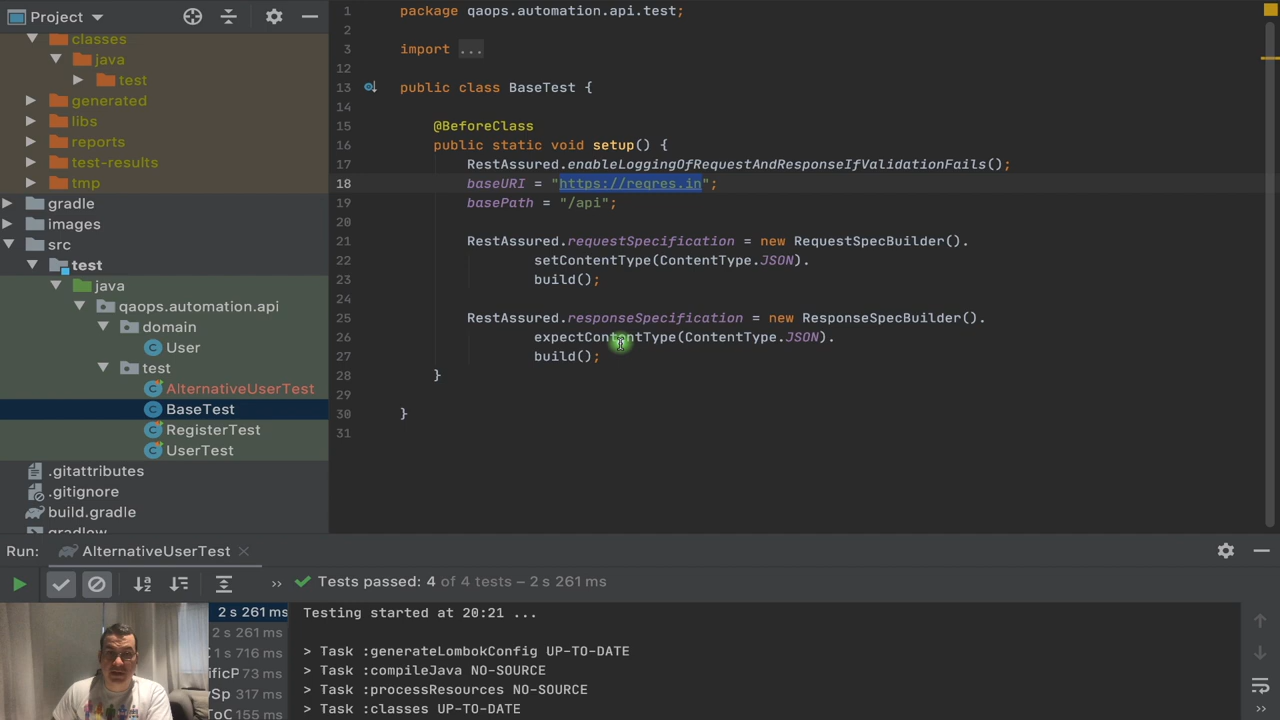 Project
classes
java
test
generated
libs
reports
test-results
tmp
gradle
images
src
test
java
qaops.automation.api
domain
User
test
AlternativeUserTest
BaseTest
RegisterTest
UserTest
.gitattributes
.gitignore
build.gradle
gradlew
1 package qaops.automation.api.test;
2
3 import ...
12
13 public class BaseTest {
14
15 @BeforeClass
16 public static void setup() {
17 RestAssured.enableLoggingOfRequestAndResponseIfValidationFails();
18 baseURI = "https://reqres.in";
19 basePath = "/api";
20
21 RestAssured.requestSpecification = new RequestSpecBuilder().
22 setContentType(ContentType.JSON).
23 build();
24
25 RestAssured.responseSpecification = new ResponseSpecBuilder().
26 expectContentType(ContentType.JSON).
27 build();
28 }
29
30 }
31
Run: AlternativeUserTest
>> Tests passed: 4 of 4 tests – 2 s 261 ms
2 s 261 ms
2 s 261 ms
1 s 716 ms
ificP 73 ms
ySp 317 ms
ToC 155 ms
Testing started at 20:21 ...
> Task :generateLombokConfig UP-TO-DATE
> Task :compileJava NO-SOURCE
> Task :processResources NO-SOURCE
> Task :classes UP-TO-DATE
>>